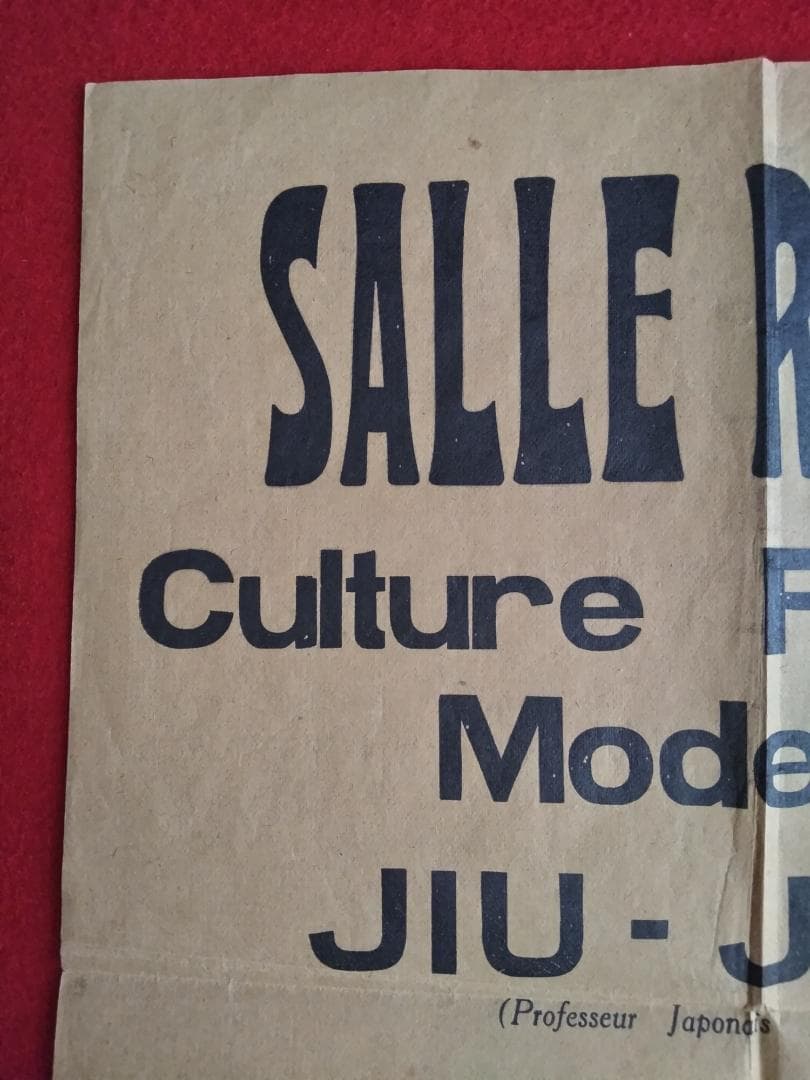 SALLE R
Culture F
Mode
JIU - J
(Professeur Japonais